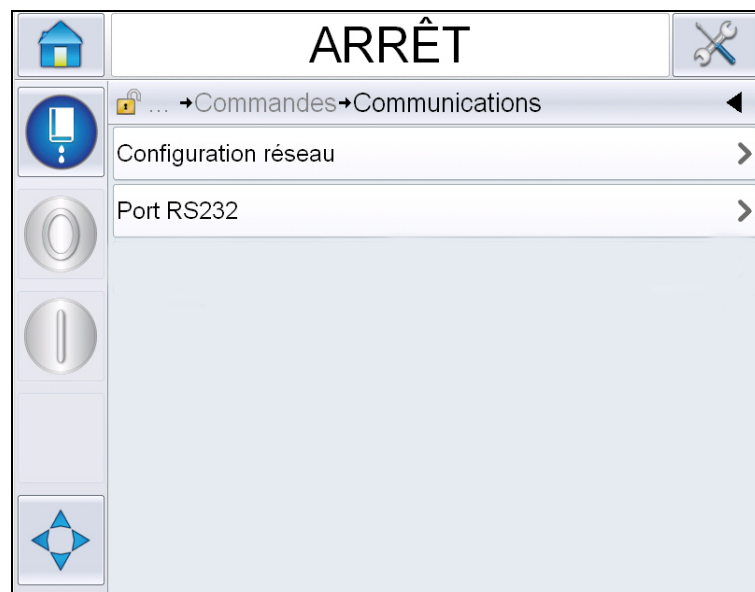 ARRÊT
... →Commandes→Communications
Configuration réseau
Port RS232